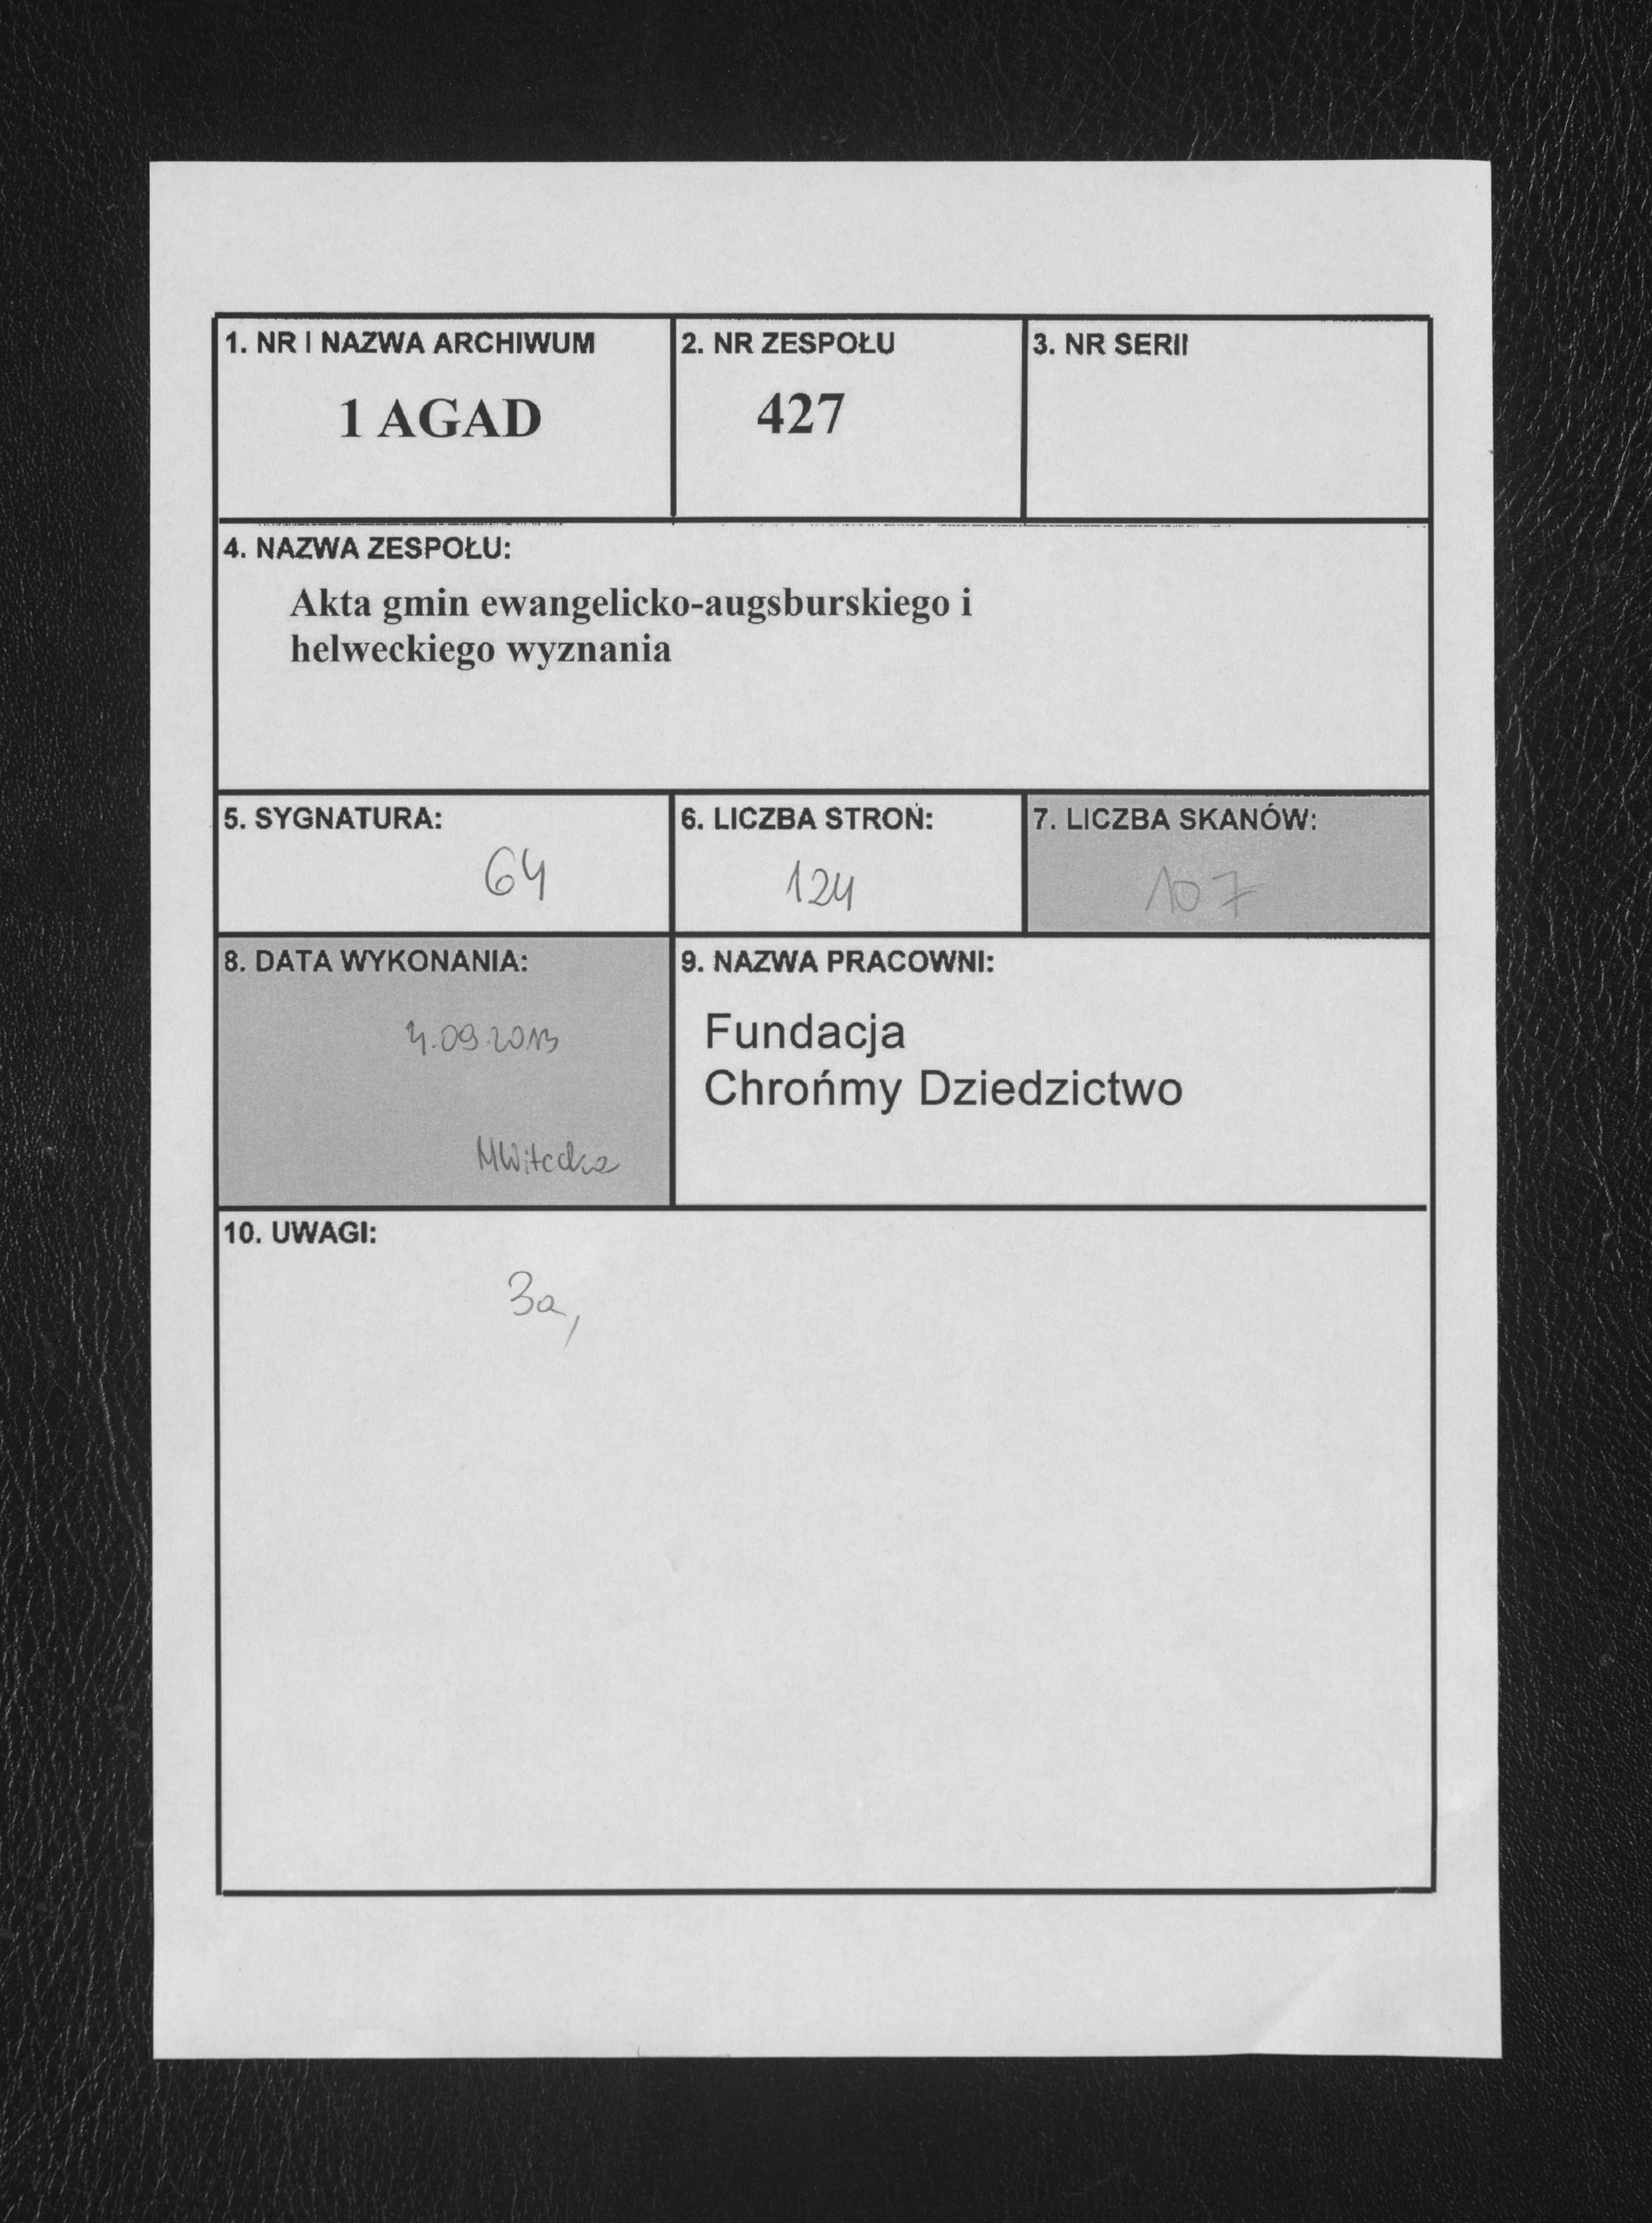 1. NR I NAZWA ARCHIWUM
1 AGAD
2. NR ZESPOŁU
427
3. NR SERII
4. NAZWA ZESPOŁU:
Akta gmin ewangelicko-augsburskiego i
helweckiego wyznania
5. SYGNATURA:
64
6. LICZBA STRON:
124
7. LICZBA SKANÓW:
107
8. DATA WYKONANIA:
4.09.2013
9. NAZWA PRACOWNI:
Fundacja
Chrońmy Dziedzictwo
10. UWAGI:
3a,